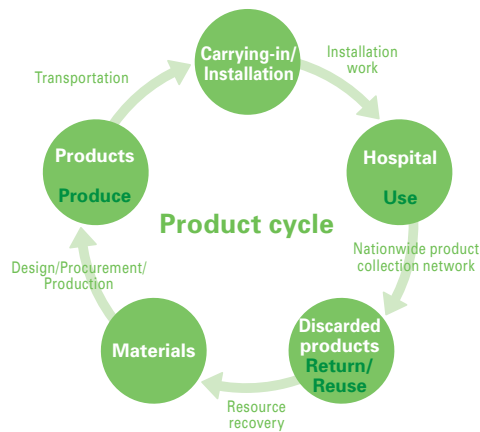 Carrying-in/
Installation
Installation
work
Transportation
Products
Produce
Hospital
Use
Product cycle
Nationwide product
collection network
Design/Procurement/
Production
Discarded
products
Return/
Reuse
Materials
Resource
recovery